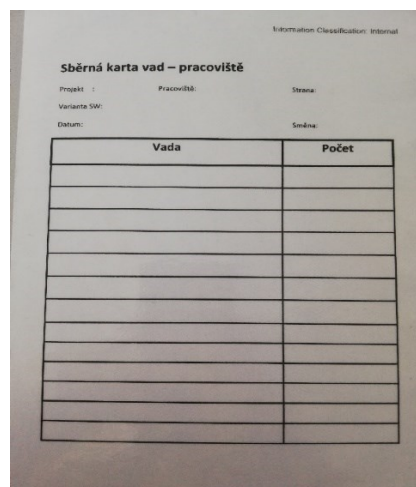 Information Classification: Internal
Sběrná karta vad – pracoviště
Projekt : Pracoviště: Strana:
Variante SW:
Datum: Směna:
Vada Počet